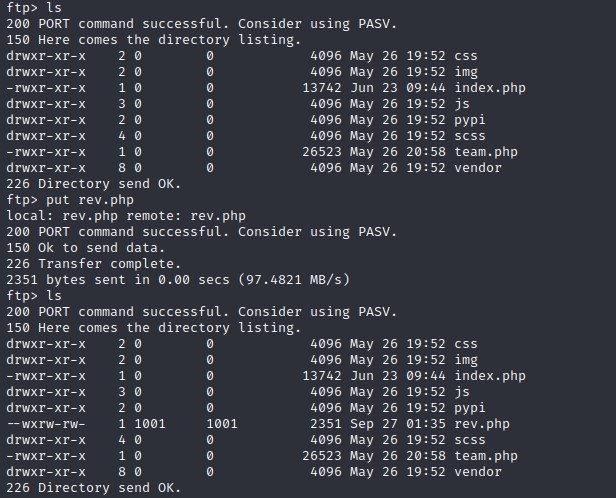 ftp> ls
200 PORT command successful. Consider using PASV.
150 Here comes the directory listing.
drwxr-xr-x    2 0        0            4096 May 26 19:52 css
drwxr-xr-x    2 0        0            4096 May 26 19:52 img
-rwxr-xr-x    1 0        0           13742 Jun 23 09:44 index.php
drwxr-xr-x    3 0        0            4096 May 26 19:52 js
drwxr-xr-x    2 0        0            4096 May 26 19:52 pypi
drwxr-xr-x    4 0        0            4096 May 26 19:52 scss
-rwxr-xr-x    1 0        0           26523 May 26 20:58 team.php
drwxr-xr-x    8 0        0            4096 May 26 19:52 vendor
226 Directory send OK.
ftp> put rev.php
local: rev.php remote: rev.php
200 PORT command successful. Consider using PASV.
150 Ok to send data.
226 Transfer complete.
2351 bytes sent in 0.00 secs (97.4821 MB/s)
ftp> ls
200 PORT command successful. Consider using PASV.
150 Here comes the directory listing.
drwxr-xr-x    2 0        0            4096 May 26 19:52 css
drwxr-xr-x    2 0        0            4096 May 26 19:52 img
-rwxr-xr-x    1 0        0           13742 Jun 23 09:44 index.php
drwxr-xr-x    3 0        0            4096 May 26 19:52 js
drwxr-xr-x    2 0        0            4096 May 26 19:52 pypi
--wxrw-rw-    1 1001     1001         2351 Sep 27 01:35 rev.php
drwxr-xr-x    4 0        0            4096 May 26 19:52 scss
-rwxr-xr-x    1 0        0           26523 May 26 20:58 team.php
drwxr-xr-x    8 0        0            4096 May 26 19:52 vendor
226 Directory send OK.